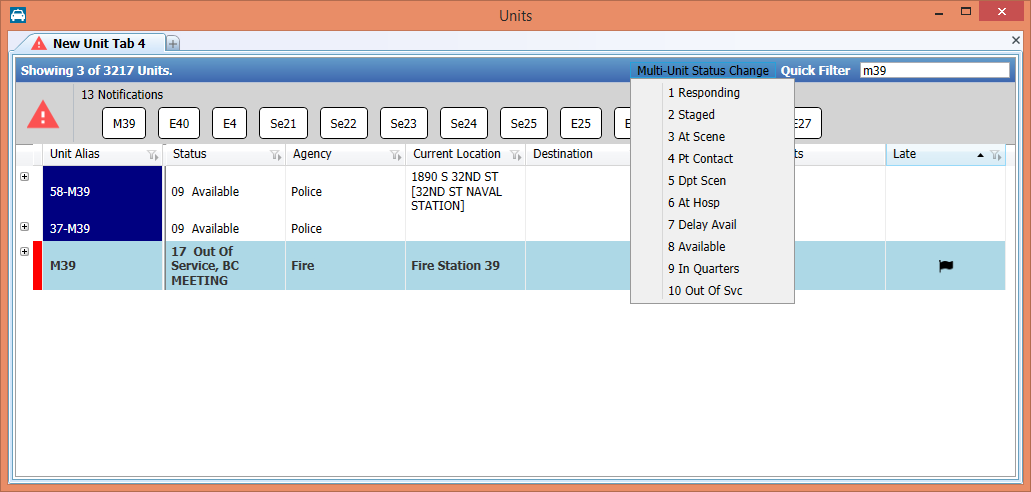 Units
New Unit Tab 4
Showing 3 of 3217 Units.
Multi-Unit Status Change
Quick Filter
m39
13 Notifications
M39 E40 E4 Se21 Se22 Se23 Se24 Se25 E25 E27
Unit Alias Status Agency Current Location Destination Late
58-M39 09 Available Police 1890 S 32ND ST
[32ND ST NAVAL
STATION]
37-M39 09 Available Police
M39 17 Out Of
Service, BC
MEETING
Fire Fire Station 39
1 Responding
2 Staged
3 At Scene
4 Pt Contact
5 Dpt Scen
6 At Hosp
7 Delay Avail
8 Available
9 In Quarters
10 Out Of Svc